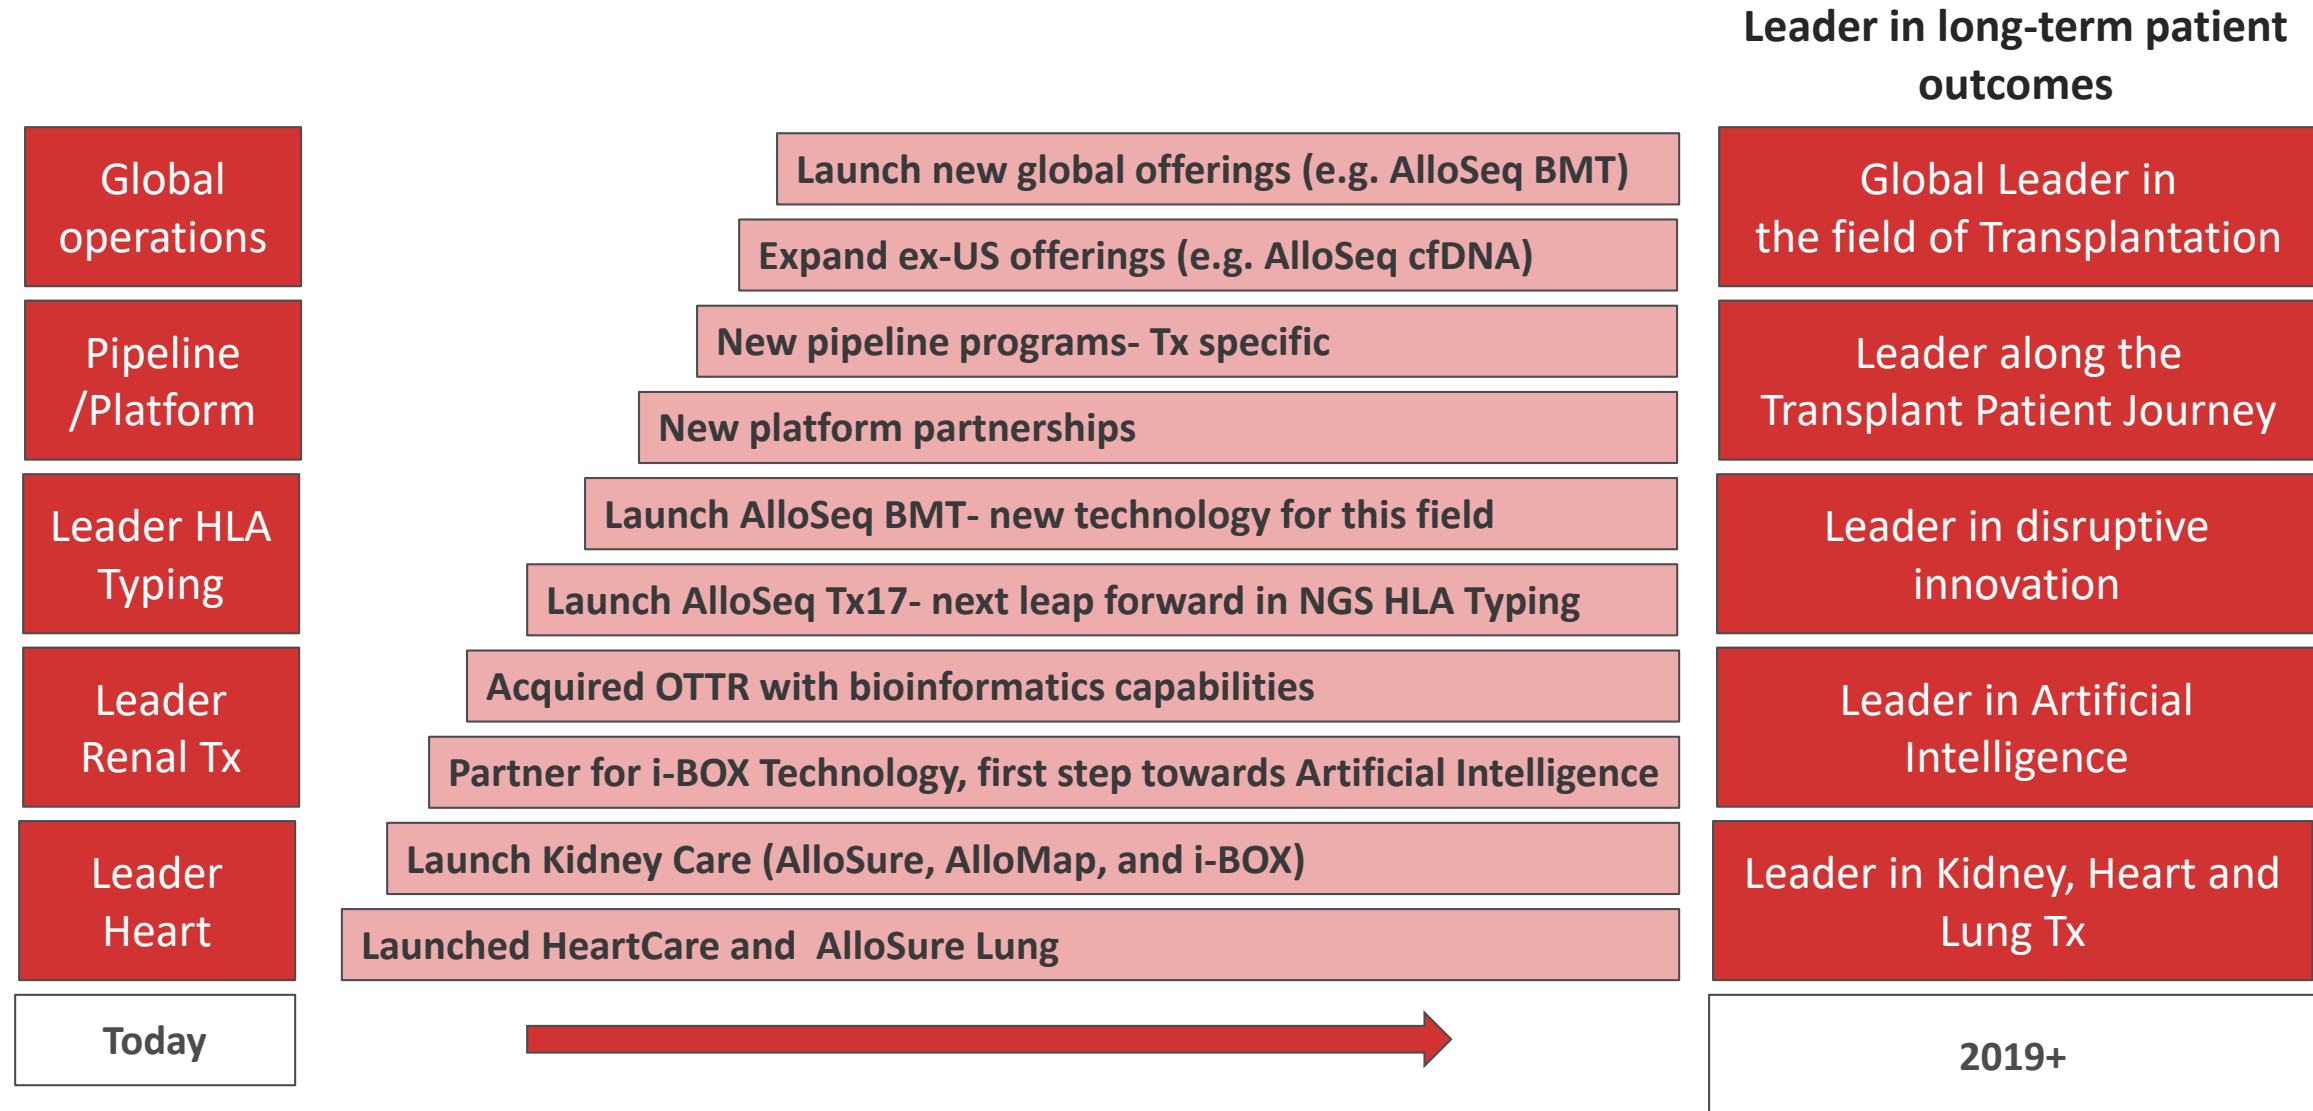 Leader in long-term patient
outcomes
Global
operations
Pipeline
/Platform
Leader HLA
Typing
Leader
Renal Tx
Leader
Heart
Today
Launch new global offerings (e.g. AlloSeq BMT)
Expand ex-US offerings (e.g. AlloSeq cfDNA)
New pipeline programs- Tx specific
New platform partnerships
Launch AlloSeq BMT- new technology for this field
Launch AlloSeq Tx17- next leap forward in NGS HLA Typing
Acquired OTTR with bioinformatics capabilities
Partner for i-BOX Technology, first step towards Artificial Intelligence
Launch Kidney Care (AlloSure, AlloMap, and i-BOX)
Launched HeartCare and  AlloSure Lung
Global Leader in
the field of Transplantation
Leader along the
Transplant Patient Journey
Leader in disruptive
innovation
Leader in Artificial
Intelligence
Leader in Kidney, Heart and
Lung Tx
2019+